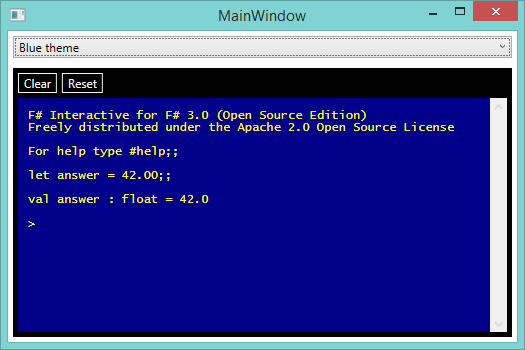 MainWindow
Blue theme
Clear Reset
F# Interactive for F# 3.0 (Open Source Edition)
Freely distributed under the Apache 2.0 Open Source License
For help type #help;;
let answer = 42.00;;
val answer : float = 42.0
>